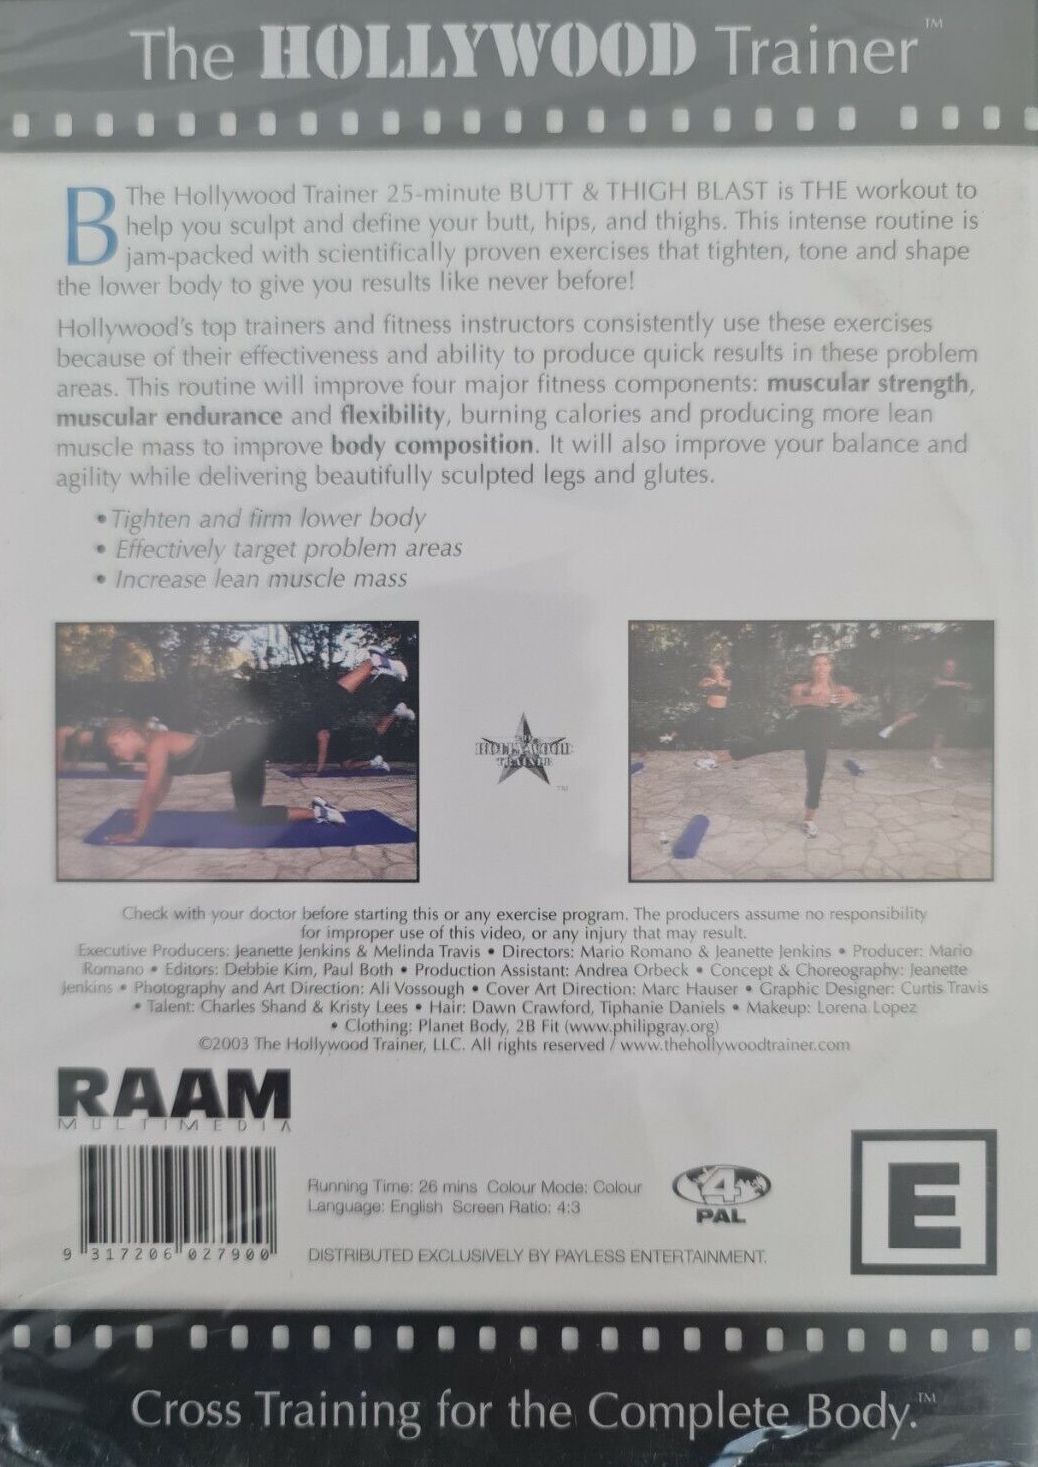 The HOLLYWOOD Trainer™
B The Hollywood Trainer 25-minute BUTT & THIGH BLAST is THE workout to
help you sculpt and define your butt, hips, and thighs. This intense routine is
jam-packed with scientifically proven exercises that tighten, tone and shape
the lower body to give you results like never before!
Hollywood's top trainers and fitness instructors consistently use these exercises
because of their effectiveness and ability to produce quick results in these problem
areas. This routine will improve four major fitness components: muscular strength,
muscular endurance and flexibility, burning calories and producing more lean
muscle mass to improve body composition. It will also improve your balance and
agility while delivering beautifully sculpted legs and glutes.
• Tighten and firm lower body
• Effectively target problem areas
• Increase lean muscle mass
HOLLYWOOD
TRAINER
™
Check with your doctor before starting this or any exercise program. The producers assume no responsibility
for improper use of this video, or any injury that may result.
Executive Producers: Jeanette Jenkins & Melinda Travis • Directors: Mario Romano & Jeanette Jenkins • Producer: Mario
Romano • Editors: Debbie Kim, Paul Both • Production Assistant: Andrea Orbeck • Concept & Choreography: Jeanette
Jenkins • Photography and Art Direction: Ali Vossough • Cover Art Direction: Marc Hauser • Graphic Designer: Curtis Travis
• Talent: Charles Shand & Kristy Lees • Hair: Dawn Crawford, Tiphanie Daniels • Makeup: Lorena Lopez
• Clothing: Planet Body, 2B Fit (www.philipgray.org)
©2003 The Hollywood Trainer, LLC. All rights reserved / www.thehollywoodtrainer.com
RAAM
MULTIMEDIA
9 317206 027900
Running Time: 26 mins Colour Mode: Colour
Language: English Screen Ratio: 4:3
DISTRIBUTED EXCLUSIVELY BY PAYLESS ENTERTAINMENT.
4
PAL
E
Cross Training for the Complete Body.™